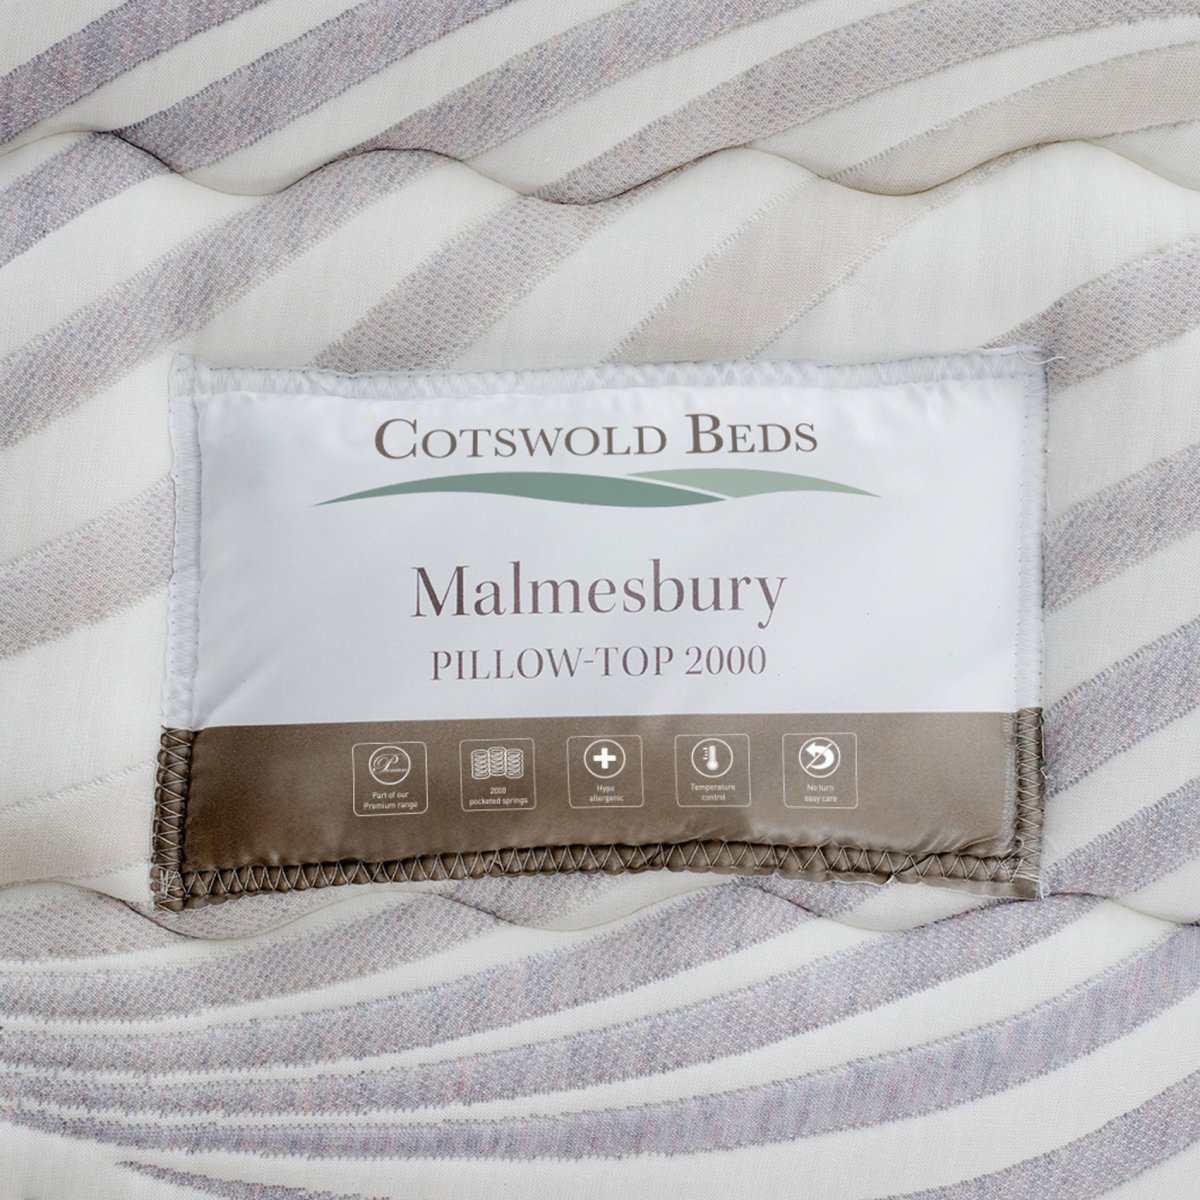 COTSWOLD BEDS
Malmesbury
PILLOW-TOP 2000
Premium
Part of our
Premium range
2000
pocketed springs
Hypo
allergenic
Temperature
control
No turn
easy care